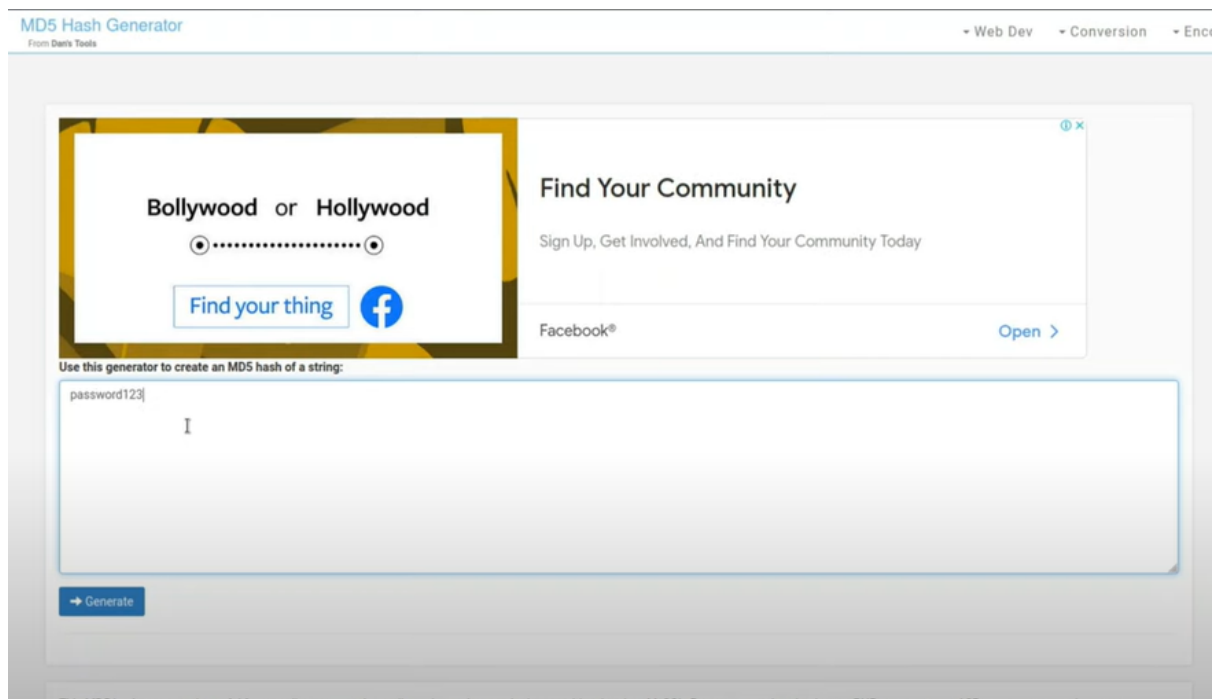 MD5 Hash Generator
From Dan's Tools
Web Dev
Conversion
Bollywood or Hollywood
Find your thing
Find Your Community
Sign Up, Get Involved, And Find Your Community Today
Facebook®
Open >
Use this generator to create an MD5 hash of a string:
password123
Generate